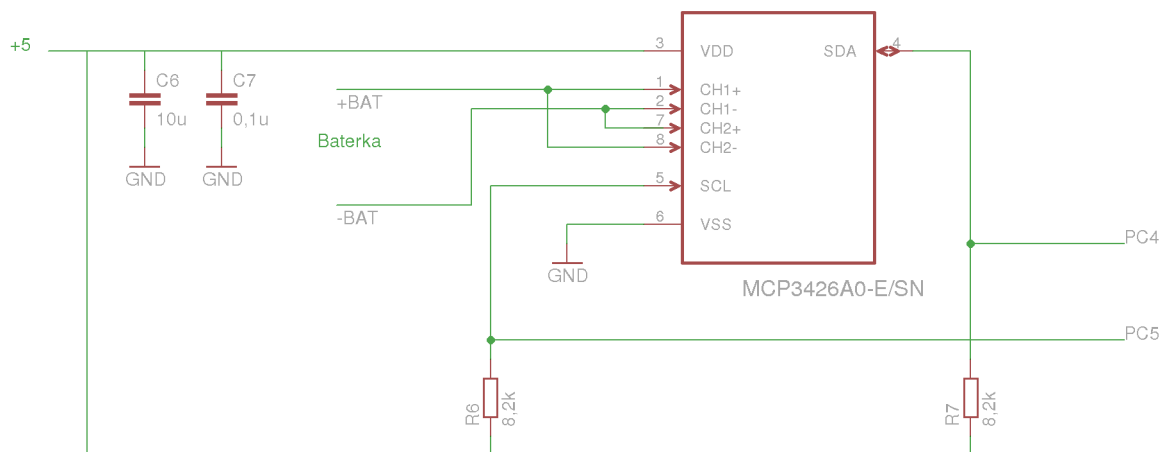 +5
3
VDD
SDA
4
C6
10u
GND
C7
0,1u
GND
+BAT
Baterka
-BAT
1
CH1+
2
CH1-
7
CH2+
8
CH2-
5
SCL
6
VSS
GND
MCP3426A0-E/SN
PC4
PC5
R6
8,2k
R7
8,2k